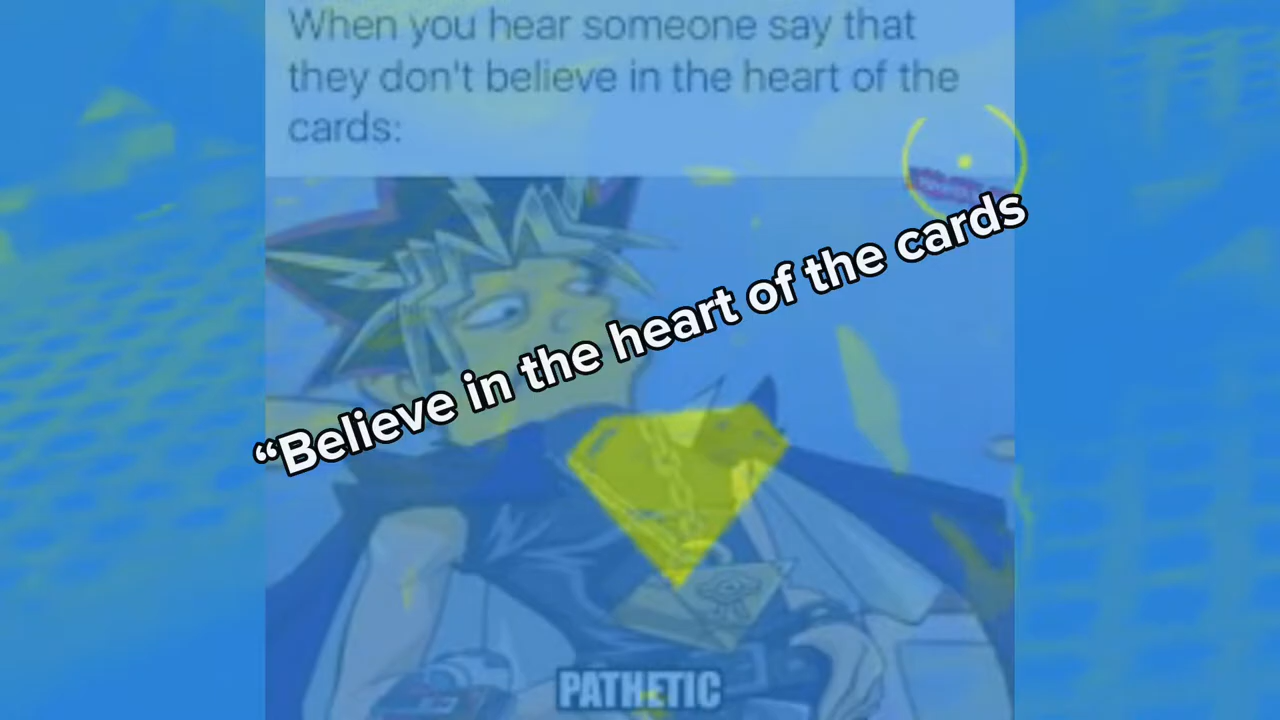 When you hear someone say that
they don't believe in the heart of the
cards:
“Believe in the heart of the cards
PATHETIC